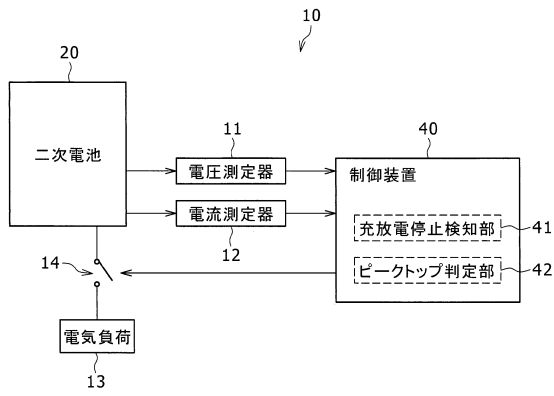 10
20
二次電池
11
電圧測定器
電流測定器
12
40
制御装置
充放電停止検知部
41
ピークトップ判定部
42
14
電気負荷
13